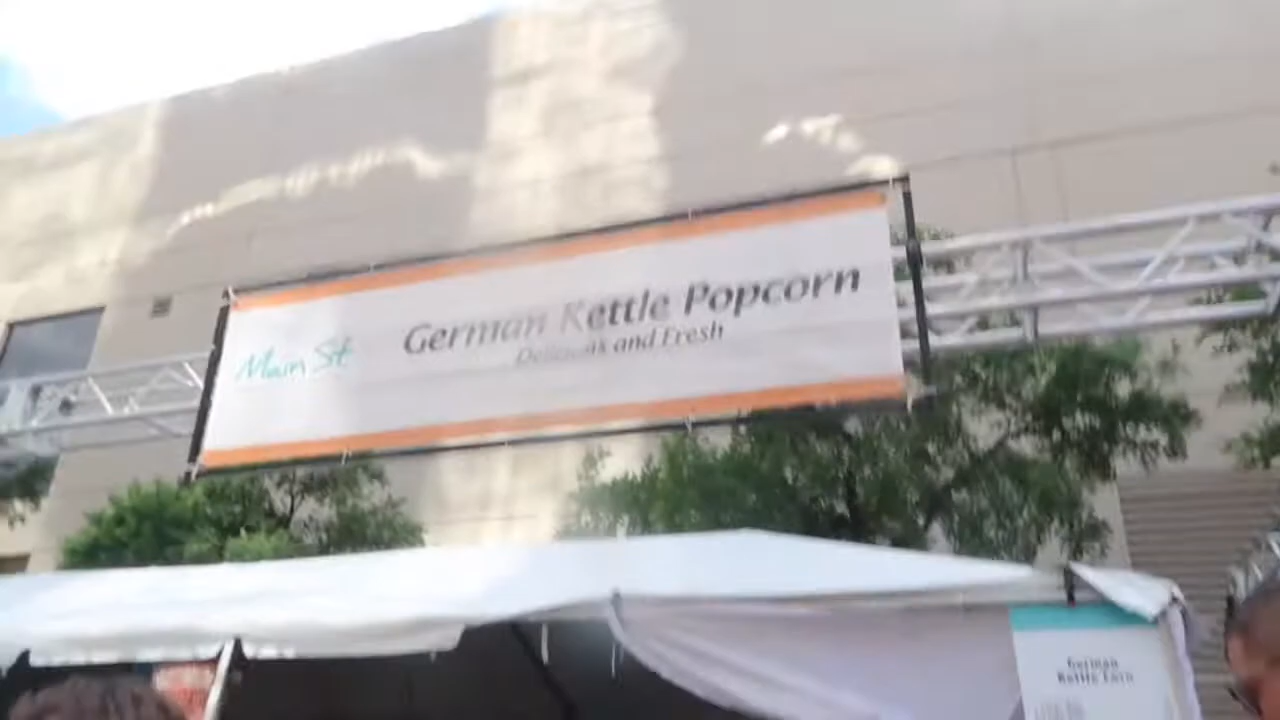 Main St
German Kettle Popcorn
Delicious and Fresh
German
Kettle Corn